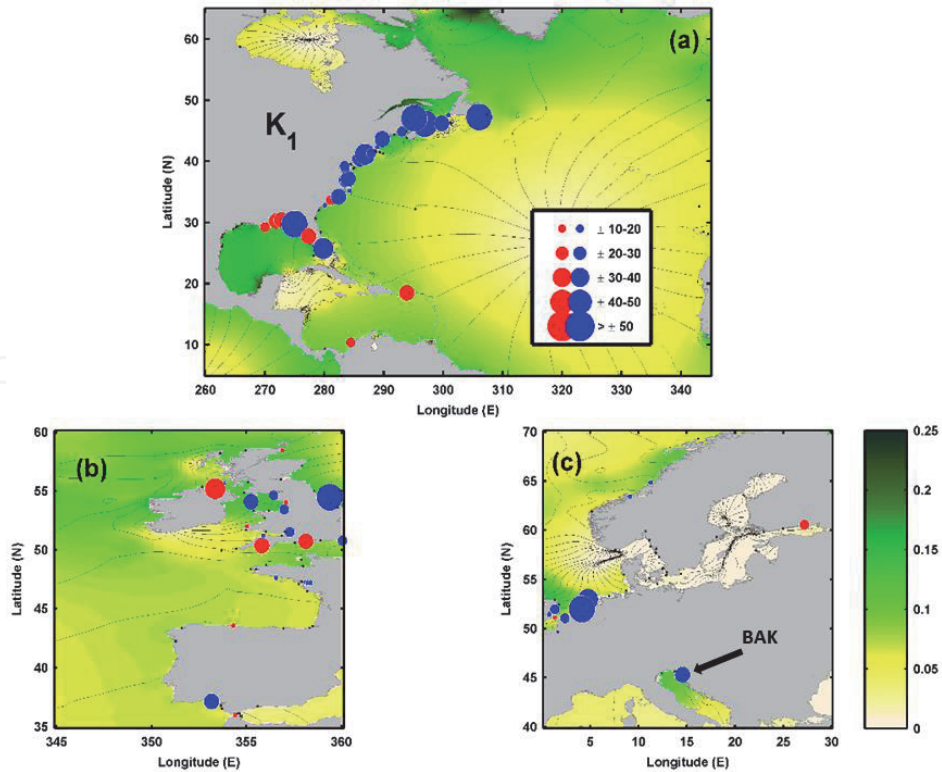 (a)
K1
60
50
40
30
20
10
Latitude (N)
± 10-20
± 20-30
± 30-40
± 40-50
> ± 50
260 270 280 290 300 310 320 330 340
Longitude (E)
(b)
60
55
50
45
40
35
Latitude (N)
345 350 355 360
Longitude (E)
(c)
70
65
60
55
50
45
40
Latitude (N)
BAK
5 10 15 20 25 30
Longitude (E)
0.25
0.2
0.15
0.1
0.05
0